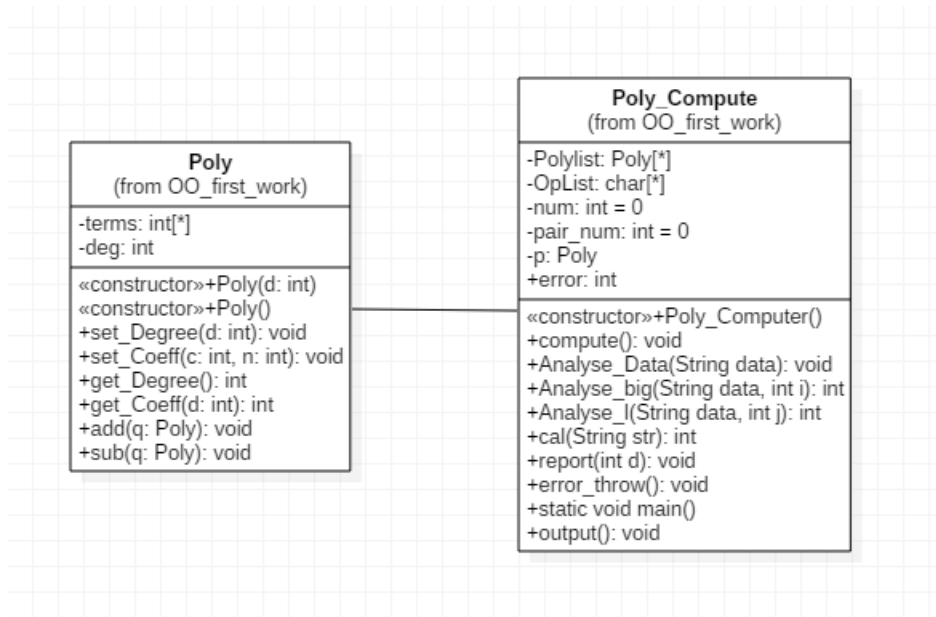 Poly
(from OO_first_work)
-terms: int[*]
-deg: int
«constructor»+Poly(d: int)
«constructor»+Poly()
+set_Degree(d: int): void
+set_Coeff(c: int, n: int): void
+get_Degree(): int
+get_Coeff(d: int): int
+add(q: Poly): void
+sub(q: Poly): void
Poly_Compute
(from OO_first_work)
-Polylist: Poly[*]
-OpList: char[*]
-num: int = 0
-pair_num: int = 0
-p: Poly
+error: int
«constructor»+Poly_Computer()
+compute(): void
+Analyse_Data(String data): void
+Analyse_big(String data, int i): int
+Analyse_l(String data, int j): int
+cal(String str): int
+report(int d): void
+error_throw(): void
+static void main()
+output(): void